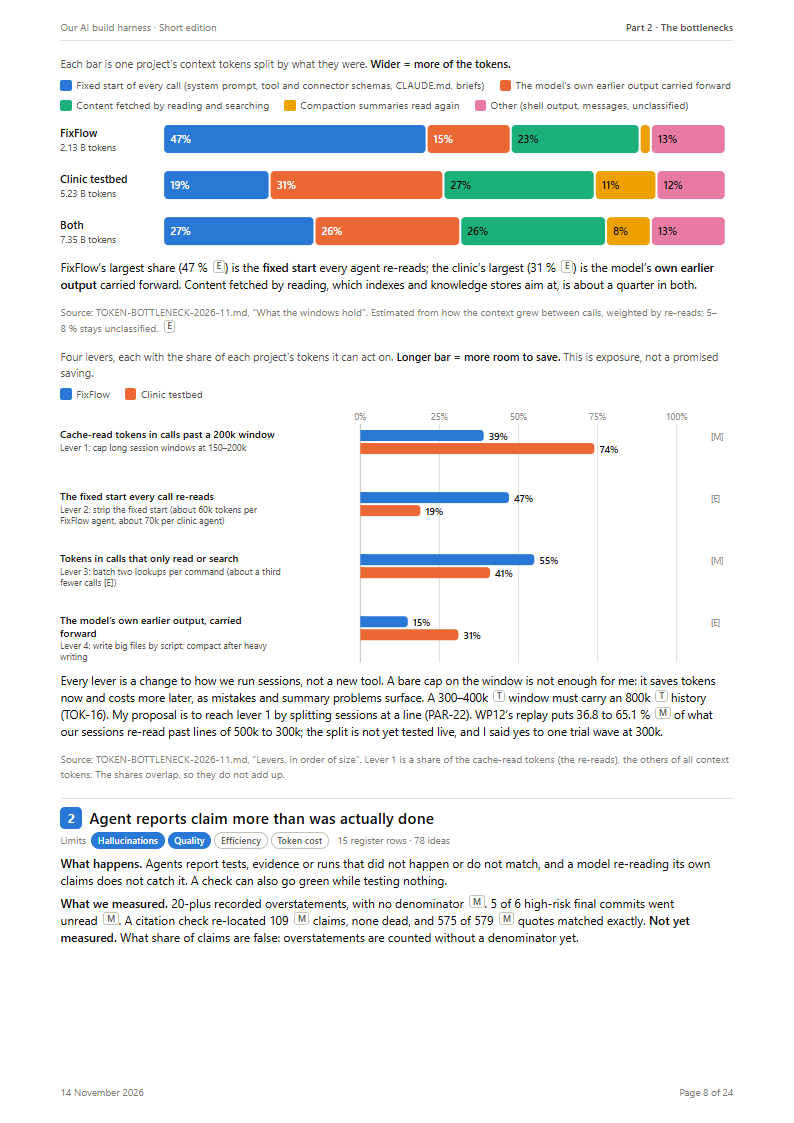 Our AI build harness · Short edition
Part 2 · The bottlenecks
Each bar is one project's context tokens split by what they were. Wider = more of the tokens.
Fixed start of every call (system prompt, tool and connector schemas, CLAUDE.md, briefs)
The model's own earlier output carried forward
Content fetched by reading and searching
Compaction summaries read again
Other (shell output, messages, unclassified)
FixFlow
2.13 B tokens
47% 15% 23% 13%
Clinic testbed
5.23 B tokens
19% 31% 27% 11% 12%
Both
7.35 B tokens
27% 26% 26% 8% 13%
FixFlow's largest share (47 % E) is the fixed start every agent re-reads; the clinic's largest (31 % E) is the model's own earlier
output carried forward. Content fetched by reading, which indexes and knowledge stores aim at, is about a quarter in both.
Source: TOKEN-BOTTLENECK-2026-11.md, "What the windows hold". Estimated from how the context grew between calls, weighted by re-reads; 5–
8 % stays unclassified. E
Four levers, each with the share of each project's tokens it can act on. Longer bar = more room to save. This is exposure, not a promised
saving.
FixFlow
Clinic testbed
0% 25% 50% 75% 100%
Cache-read tokens in calls past a 200k window
Lever 1: cap long session windows at 150–200k
39%
74%
[M]
The fixed start every call re-reads
Lever 2: strip the fixed start (about 60k tokens per
FixFlow agent, about 70k per clinic agent)
47%
19%
[E]
Tokens in calls that only read or search
Lever 3: batch two lookups per command (about a third
fewer calls [E])
55%
41%
[M]
The model's own earlier output, carried
forward
Lever 4: write big files by script; compact after heavy
writing
15%
31%
[E]
Every lever is a change to how we run sessions, not a new tool. A bare cap on the window is not enough for me: it saves tokens
now and costs more later, as mistakes and summary problems surface. A 300–400k T window must carry an 800k T history
(TOK-16). My proposal is to reach lever 1 by splitting sessions at a line (PAR-22). WP12's replay puts 36.8 to 65.1 % M of what
our sessions re-read past lines of 500k to 300k; the split is not yet tested live, and I said yes to one trial wave at 300k.
Source: TOKEN-BOTTLENECK-2026-11.md, "Levers, in order of size". Lever 1 is a share of the cache-read tokens (the re-reads), the others of all context
tokens. The shares overlap, so they do not add up.
2 Agent reports claim more than was actually done
Limits Hallucinations Quality Efficiency Token cost 15 register rows · 78 ideas
What happens. Agents report tests, evidence or runs that did not happen or do not match, and a model re-reading its own
claims does not catch it. A check can also go green while testing nothing.
What we measured. 20-plus recorded overstatements, with no denominator M. 5 of 6 high-risk final commits went
unread M. A citation check re-located 109 M claims, none dead, and 575 of 579 M quotes matched exactly. Not yet
measured. What share of claims are false: overstatements are counted without a denominator yet.
14 November 2026
Page 8 of 24